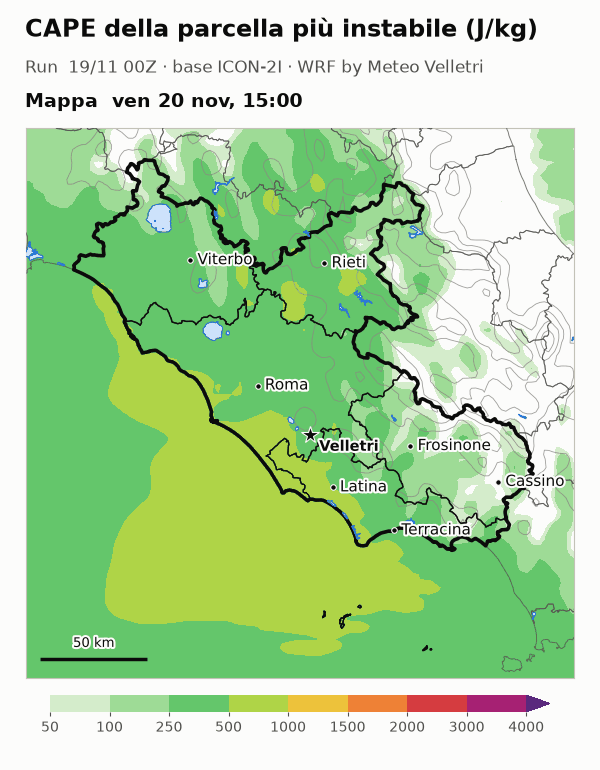 CAPE della parcella più instabile (J/kg)
Run  19/11 00Z · base ICON-2I · WRF by Meteo Velletri
Mappa  ven 20 nov, 15:00
Viterbo
Rieti
Roma
Velletri
Frosinone
Cassino
Latina
Terracina
50 km
50 100 250 500 1000 1500 2000 3000 4000